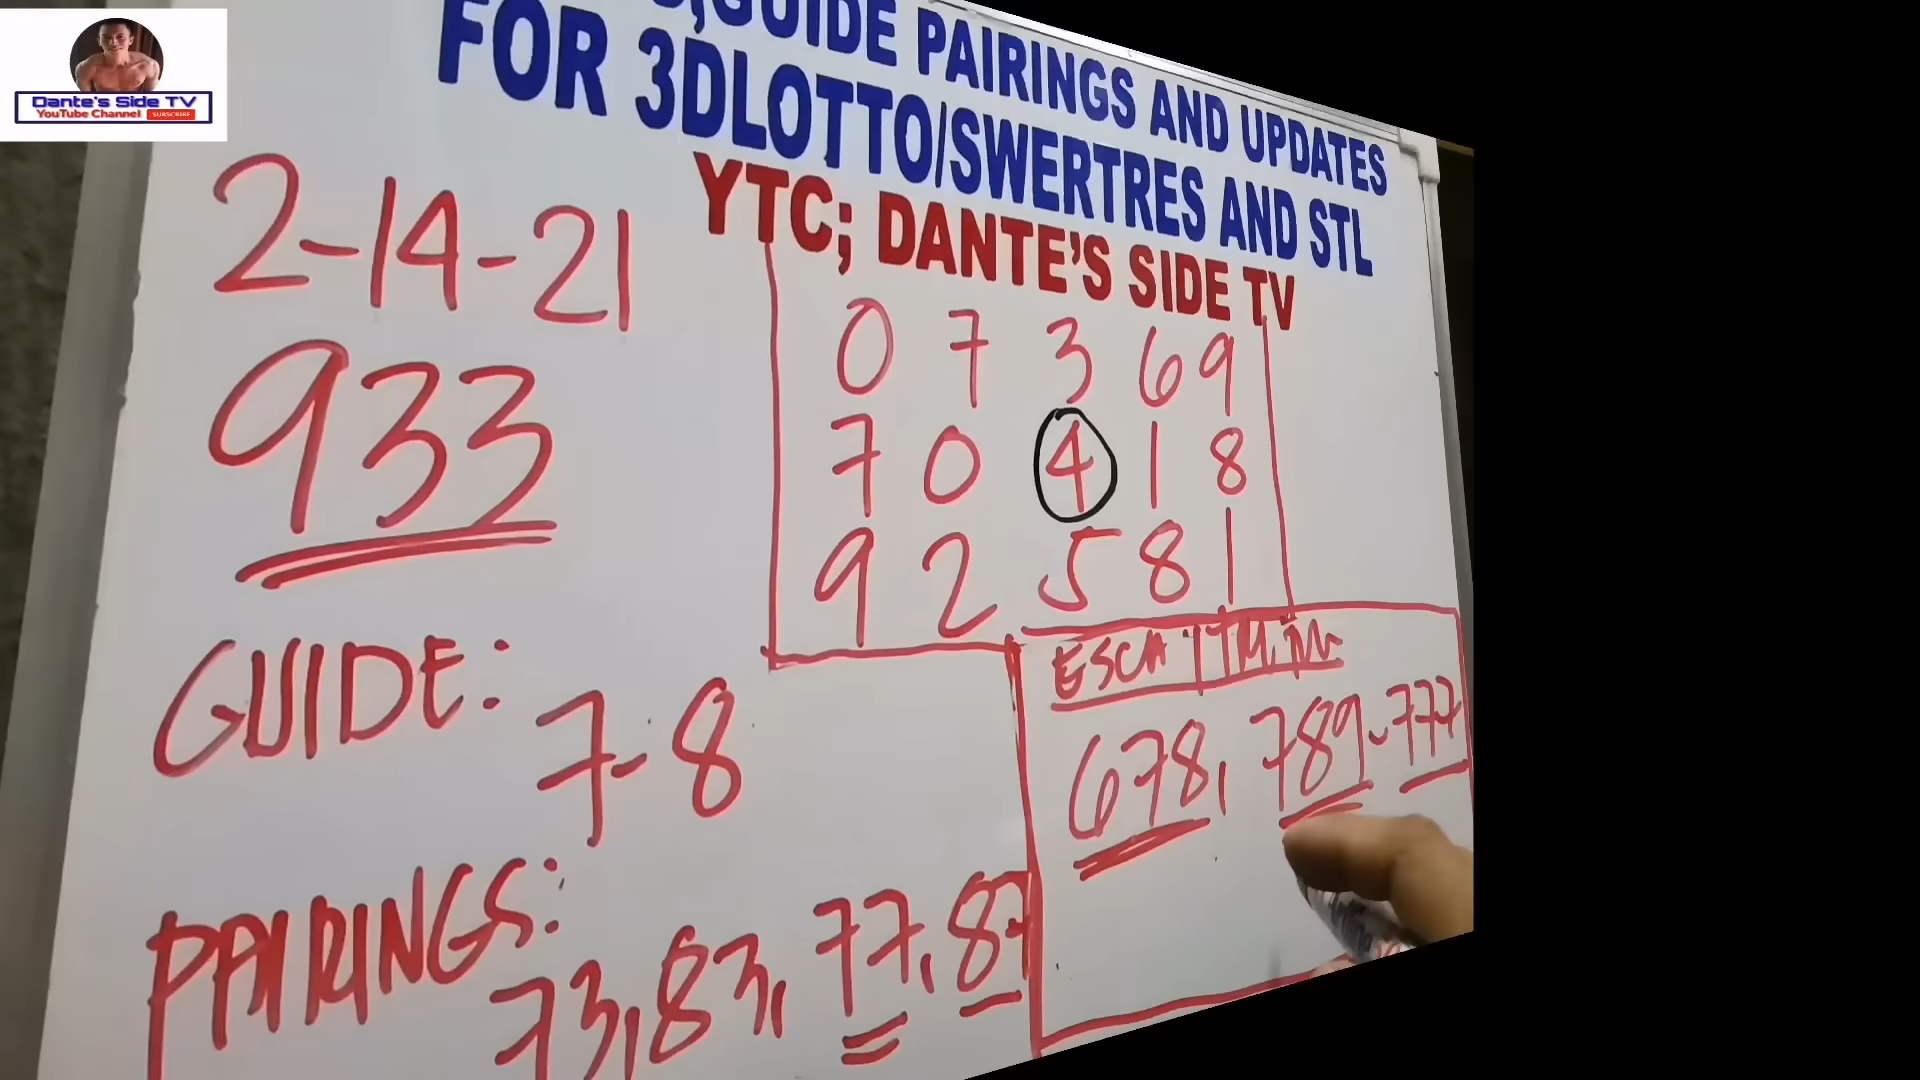 Dante's Side TV
YouTube Channel SUBSCRIBE
GUIDE PAIRINGS AND UPDATES
FOR 3DLOTTO/SWERTRES AND STL
YTC; DANTE'S SIDE TV
2-14-21
933
0 7 3 6 9
7 0 4 1 8
9 2 5 8 1
GUIDE:
7-8
PAIRINGS:
73,83,77,87
678, 789-777